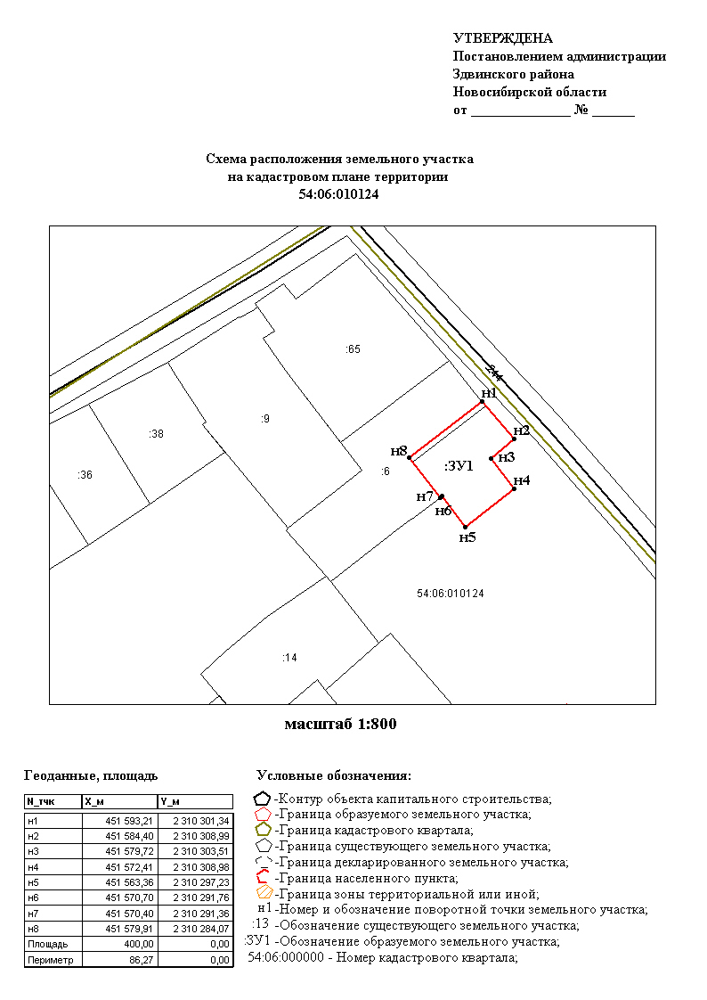 УТВЕРЖДЕНА
Постановлением администрации
Здвинского района
Новосибирской области
от ______________ № ______
Схема расположения земельного участка
на кадастровом плане территории
54:06:010124
:65
244
н1
:9
:38
н2
н8
н3
:ЗУ1
:6
:36
н4
н7
н6
н5
54:06:010124
:14
масштаб 1:800
Геоданные, площадь
N_тчк X_м Y_м
н1 451 593,21 2 310 301,34
н2 451 584,40 2 310 308,99
н3 451 579,72 2 310 303,51
н4 451 572,41 2 310 308,98
н5 451 563,36 2 310 297,23
н6 451 570,70 2 310 291,76
н7 451 570,40 2 310 291,36
н8 451 579,91 2 310 284,07
Площадь 400,00 0,00
Периметр 86,27 0,00
Условные обозначения:
-Контур объекта капитального строительства;
-Граница образуемого земельного участка;
-Граница кадастрового квартала;
-Граница существующего земельного участка;
-Граница декларированного земельного участка;
-Граница населенного пункта;
-Граница зоны территориальной или иной;
н1 -Номер и обозначение поворотной точки земельного участка;
:13 -Обозначение существующего земельного участка;
:ЗУ1 -Обозначение образуемого земельного участка;
54:06:000000 - Номер кадастрового квартала;